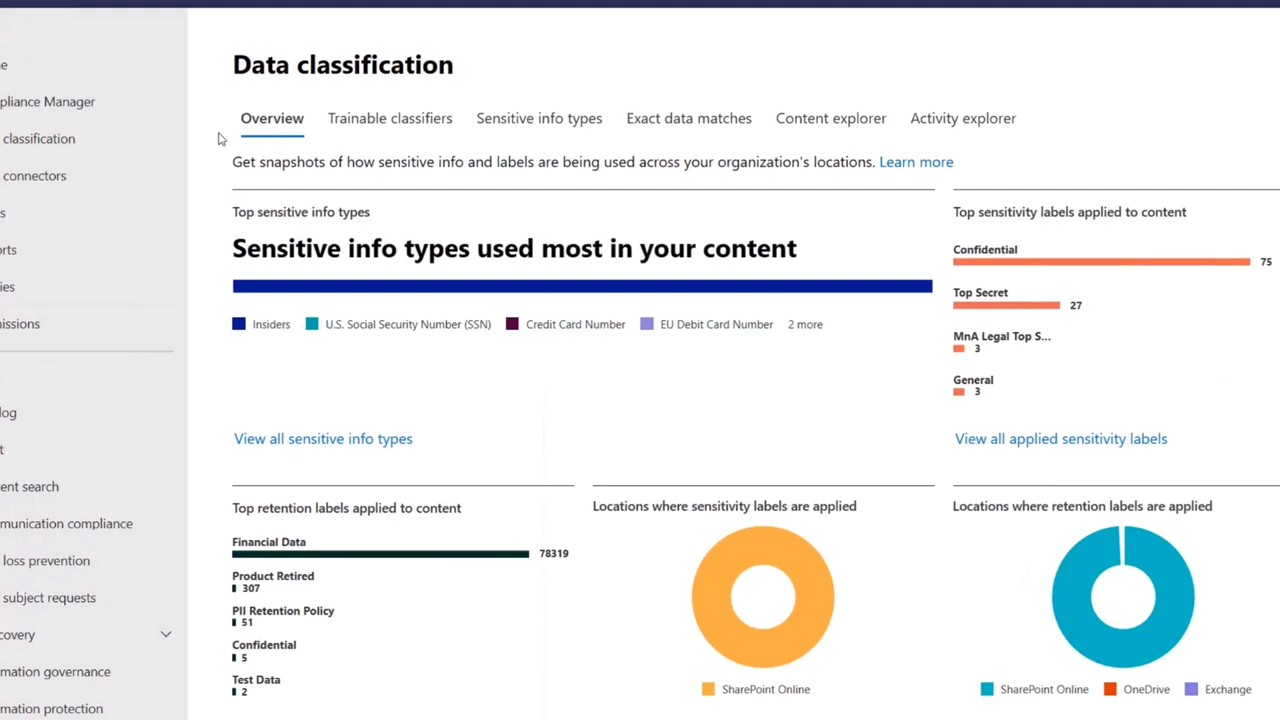 e
pliance Manager
classification
connectors
s
orts
ies
issions
log
t
ent search
munication compliance
loss prevention
subject requests
covery
mation governance
mation protection
Data classification
Overview Trainable classifiers Sensitive info types Exact data matches Content explorer Activity explorer
Get snapshots of how sensitive info and labels are being used across your organization's locations. Learn more
Top sensitive info types
Sensitive info types used most in your content
Insiders U.S. Social Security Number (SSN) Credit Card Number EU Debit Card Number 2 more
View all sensitive info types
Top sensitivity labels applied to content
Confidential
75
Top Secret
27
MnA Legal Top S...
3
General
3
View all applied sensitivity labels
Top retention labels applied to content
Financial Data
78319
Product Retired
307
PII Retention Policy
51
Confidential
5
Test Data
2
Locations where sensitivity labels are applied
SharePoint Online
Locations where retention labels are applied
SharePoint Online OneDrive Exchange